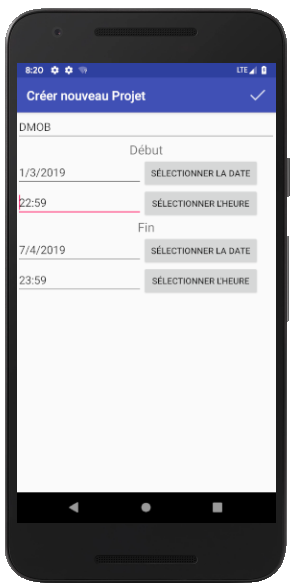 8:20 LTE
Créer nouveau Projet
DMOB
Début
1/3/2019 SÉLECTIONNER LA DATE
22:59 SÉLECTIONNER L'HEURE
Fin
7/4/2019 SÉLECTIONNER LA DATE
23:59 SÉLECTIONNER L'HEURE